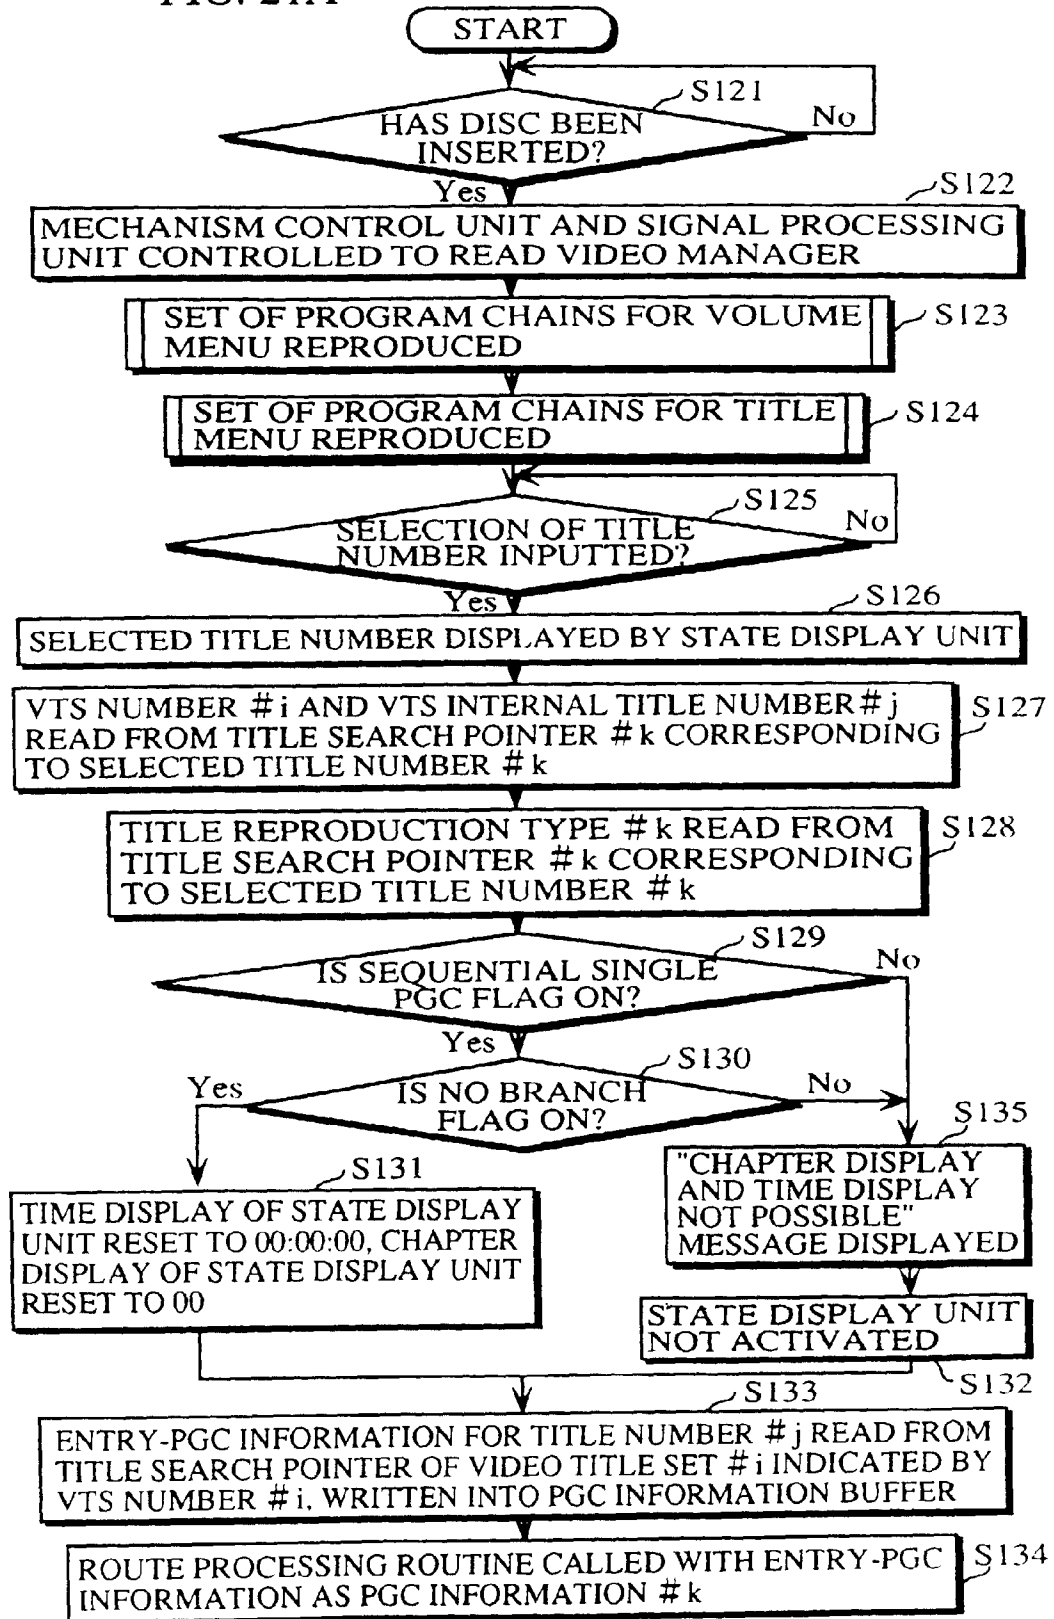 START
S121
HAS DISC BEEN
INSERTED?
No
Yes
S122
MECHANISM CONTROL UNIT AND SIGNAL PROCESSING
UNIT CONTROLLED TO READ VIDEO MANAGER
SET OF PROGRAM CHAINS FOR VOLUME
MENU REPRODUCED
S123
SET OF PROGRAM CHAINS FOR TITLE
MENU REPRODUCED
S124
S125
SELECTION OF TITLE
NUMBER INPUTTED?
No
Yes
S126
SELECTED TITLE NUMBER DISPLAYED BY STATE DISPLAY UNIT
VTS NUMBER #i AND VTS INTERNAL TITLE NUMBER#j
READ FROM TITLE SEARCH POINTER #k CORRESPONDING
TO SELECTED TITLE NUMBER #k
S127
TITLE REPRODUCTION TYPE #k READ FROM
TITLE SEARCH POINTER #k CORRESPONDING
TO SELECTED TITLE NUMBER #k
S128
S129
IS SEQUENTIAL SINGLE
PGC FLAG ON?
No
Yes
S130
IS NO BRANCH
FLAG ON?
Yes
No
S131
TIME DISPLAY OF STATE DISPLAY
UNIT RESET TO 00:00:00, CHAPTER
DISPLAY OF STATE DISPLAY UNIT
RESET TO 00
S135
"CHAPTER DISPLAY
AND TIME DISPLAY
NOT POSSIBLE"
MESSAGE DISPLAYED
STATE DISPLAY UNIT
NOT ACTIVATED
S132
S133
ENTRY-PGC INFORMATION FOR TITLE NUMBER #j READ FROM
TITLE SEARCH POINTER OF VIDEO TITLE SET #i INDICATED BY
VTS NUMBER #i, WRITTEN INTO PGC INFORMATION BUFFER
ROUTE PROCESSING ROUTINE CALLED WITH ENTRY-PGC
INFORMATION AS PGC INFORMATION #k
S134